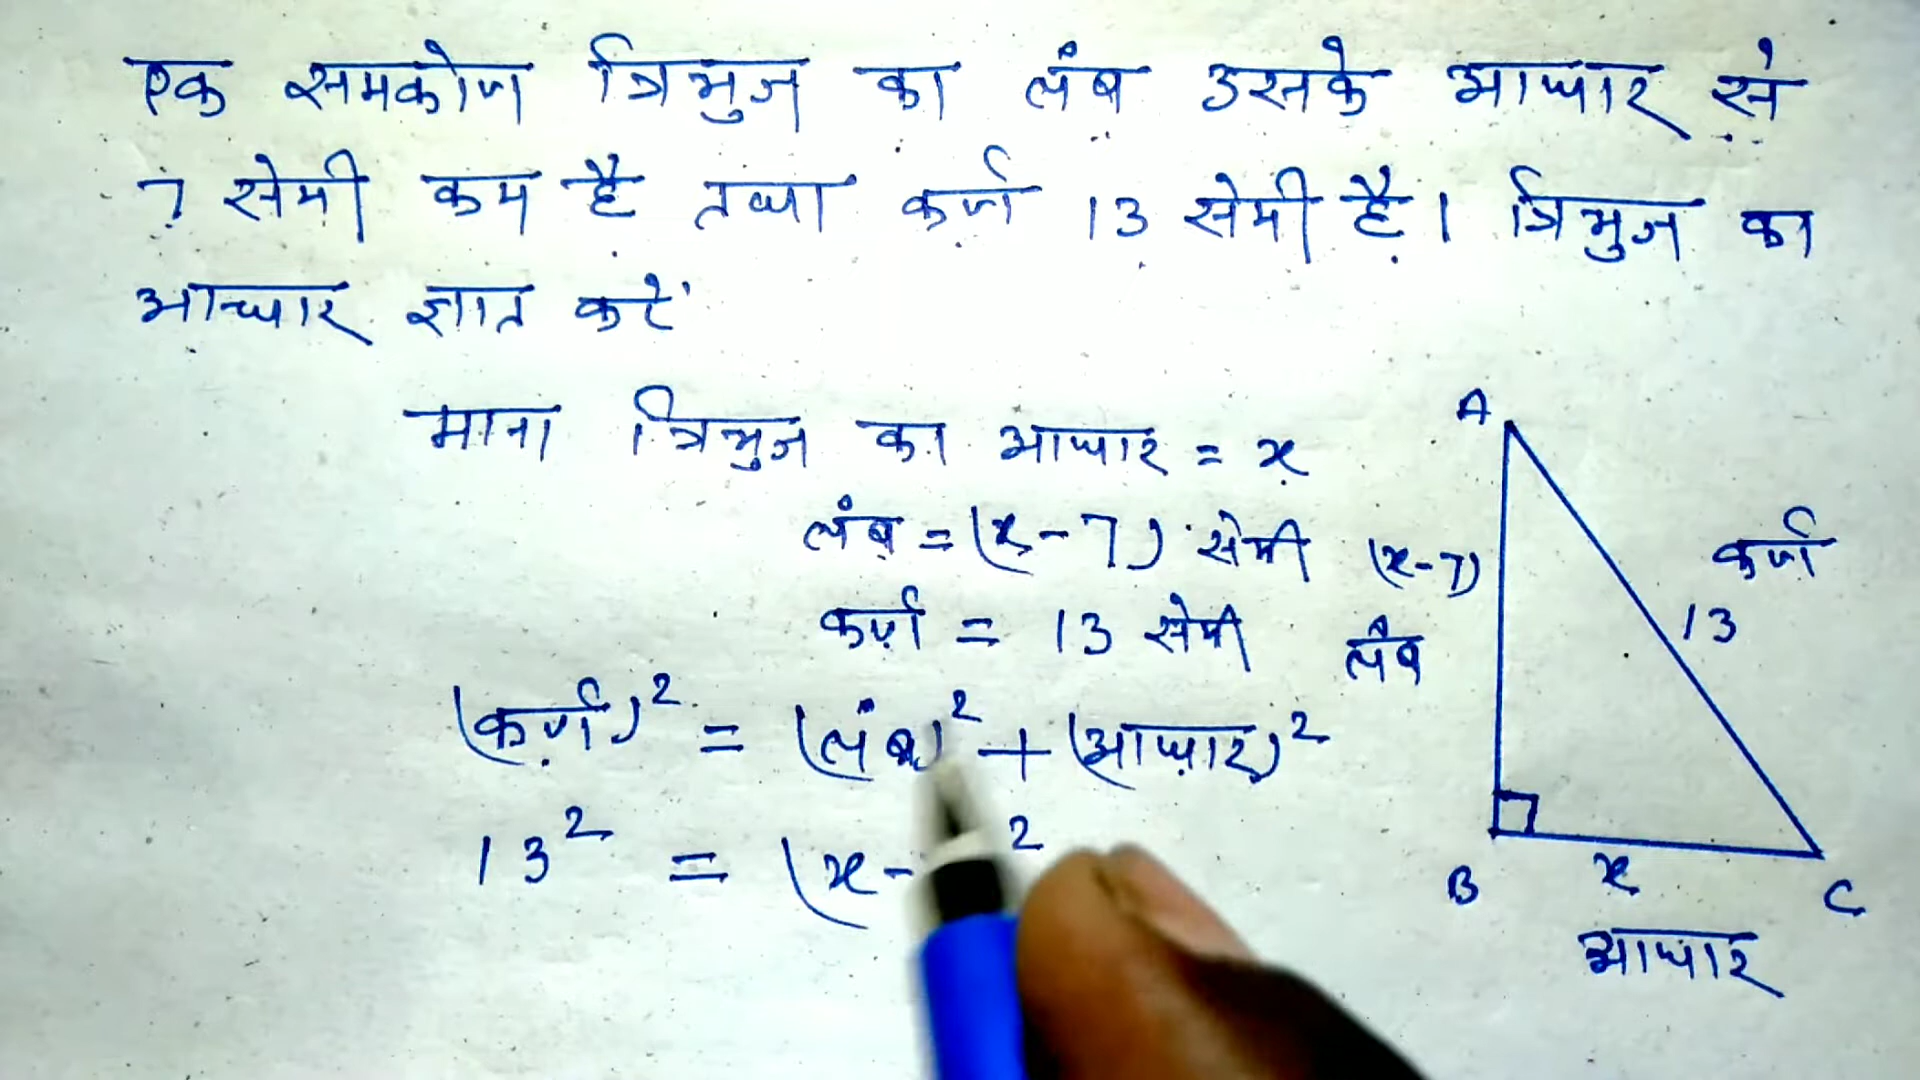 एक समकोण त्रिभुज का लंब उसके आधार से
7 सेमी कम है तथा कर्ण 13 सेमी है। त्रिभुज का
आधार ज्ञात करें
माना त्रिभुज का आधार = x
लंब = (x-7) सेमी
कर्ण = 13 सेमी
(कर्ण)² = (लंब)² + (आधार)²
13² = (x- ²
A
(x-7)
लंब
कर्ण
13
B
x
C
आधार